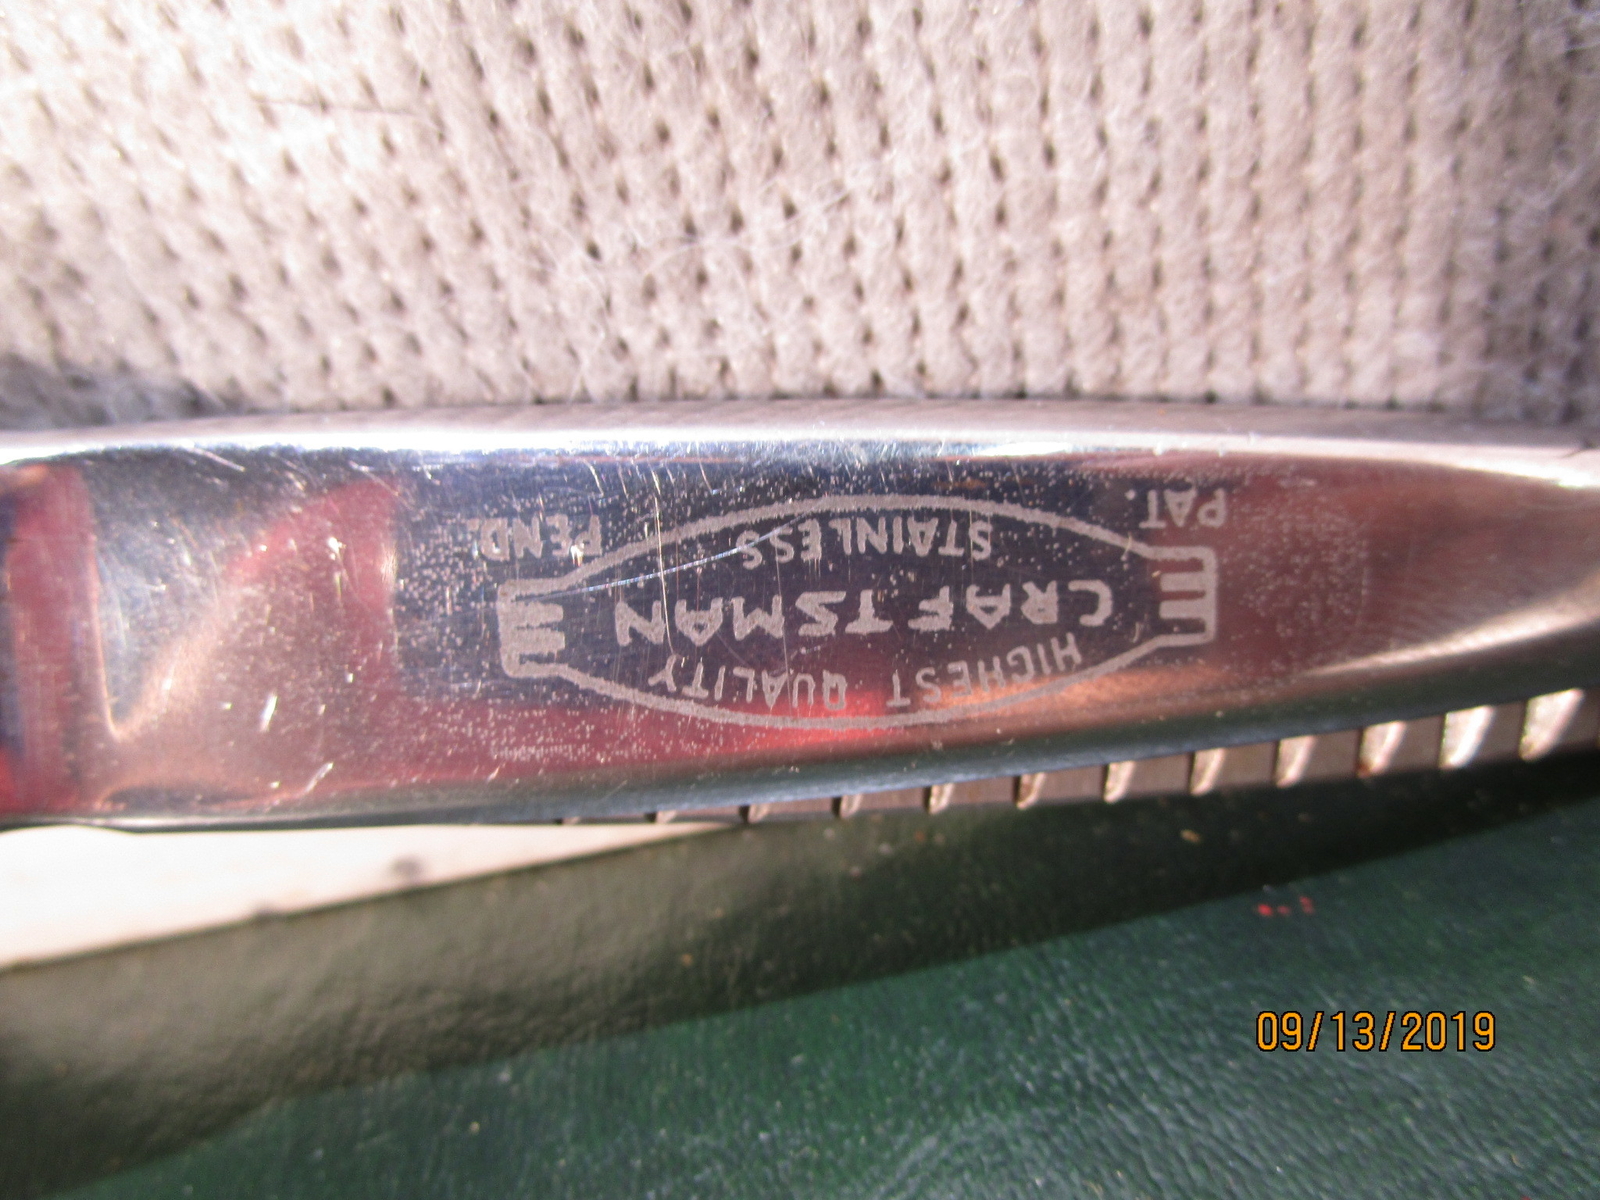 HIGHEST QUALITY
CRAFTSMAN
STAINLESS
PAT. PEND.
09/13/2019